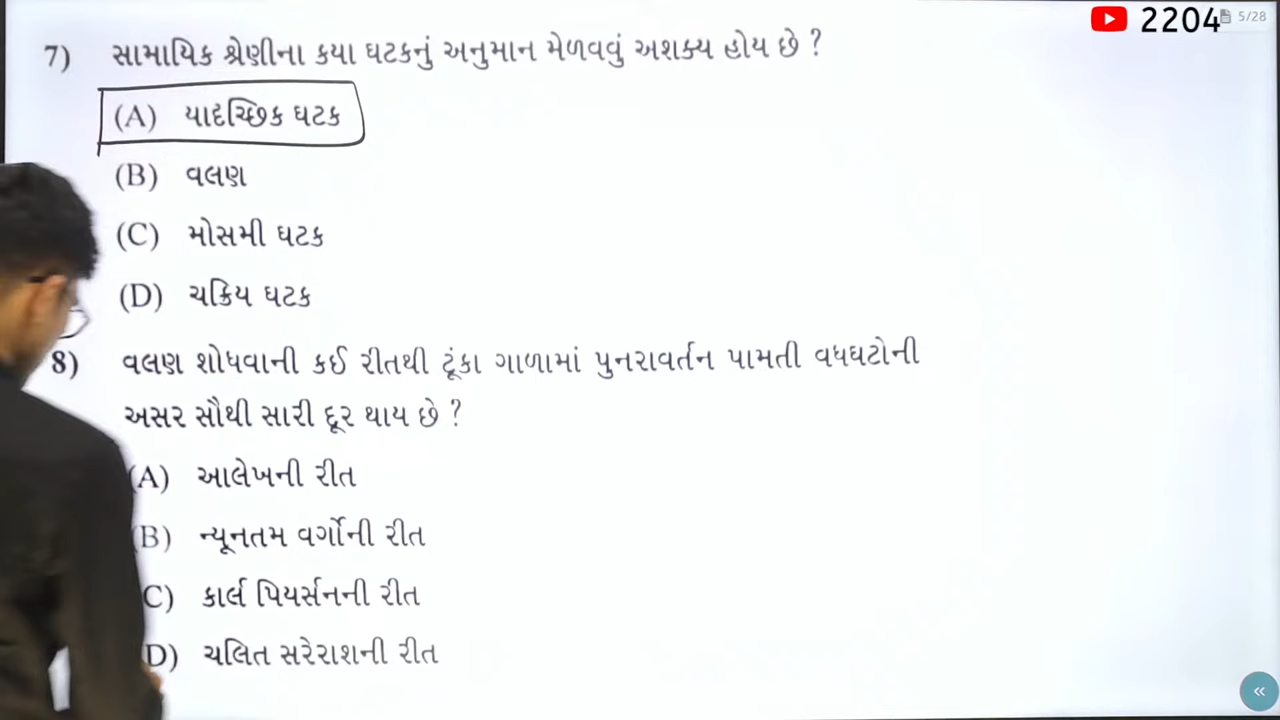 2204 5/28
7) સામાયિક શ્રેણીના કયા ઘટકનું અનુમાન મેળવવું અશક્ય હોય છે ?
(A) યાદચ્છિક ઘટક
(B) વલણ
(C) મોસમી ઘટક
(D) ચક્રિય ઘટક
8) વલણ શોધવાની કઈ રીતથી ટૂંકા ગાળામાં પુનરાવર્તન પામતી વધઘટોની
અસર સૌથી સારી દૂર થાય છે ?
(A) આલેખની રીત
(B) ન્યૂનતમ વર્ગોની રીત
C) કાર્લ પિયર્સનની રીત
D) ચલિત સરેરાશની રીત